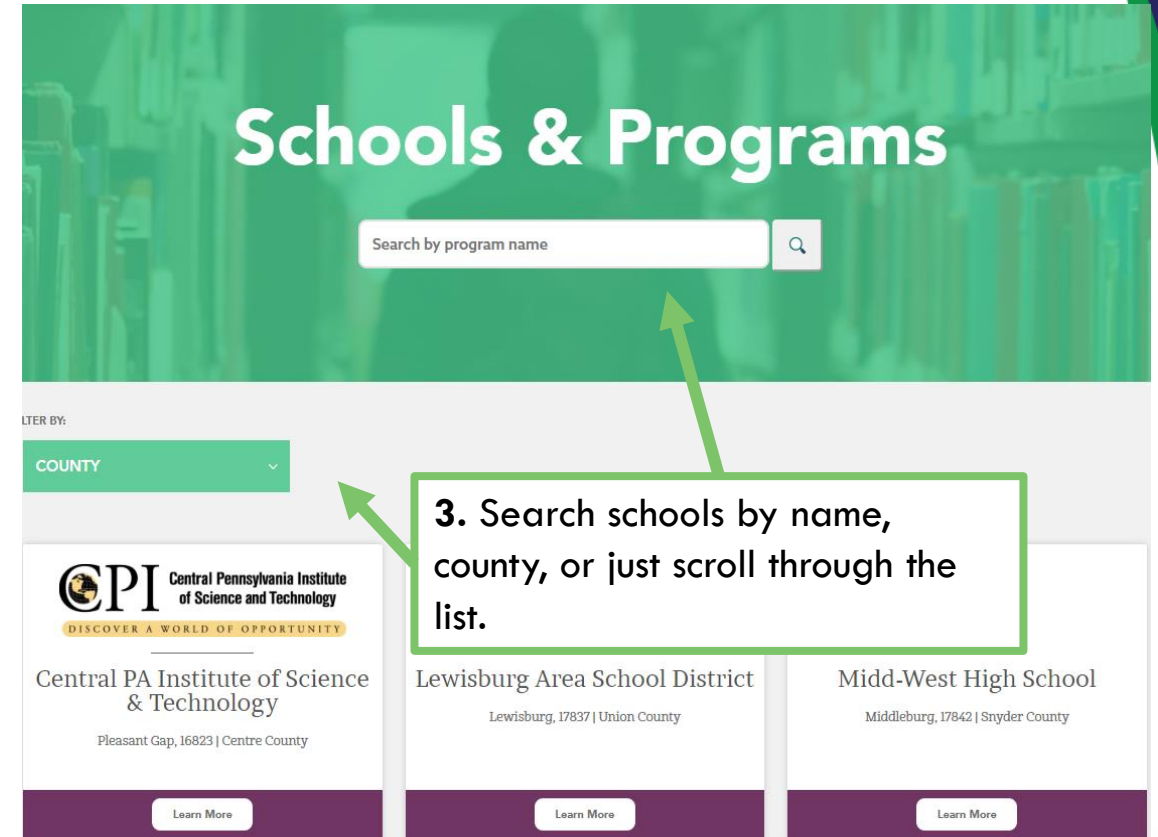 Schools & Programs
Search by program name
LTER BY:
COUNTY
3. Search schools by name,
county, or just scroll through the
list.
CPI Central Pennsylvania Institute
of Science and Technology
DISCOVER A WORLD OF OPPORTUNITY
Central PA Institute of Science
& Technology
Pleasant Gap, 16823 | Centre County
Learn More
Lewisburg Area School District
Lewisburg, 17837 | Union County
Learn More
Midd-West High School
Middleburg, 17842 | Snyder County
Learn More